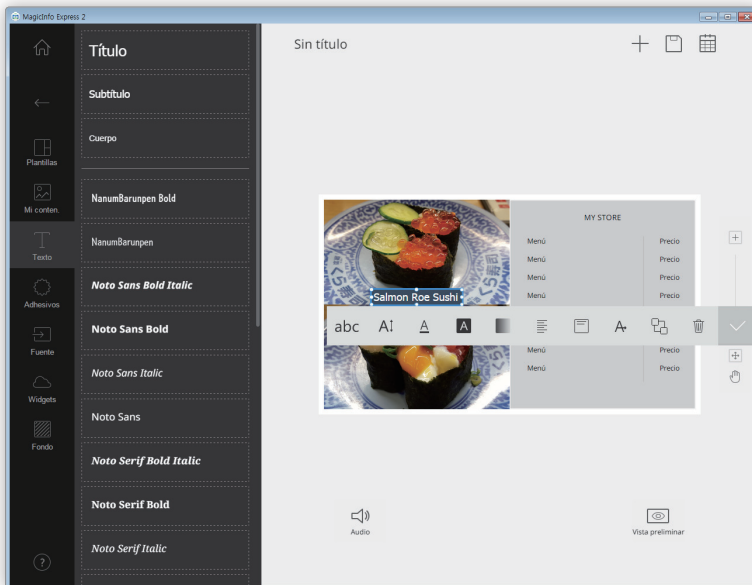 MagicInfo Express 2
Título
Subtítulo
Cuerpo
NanumBarunpen Bold
NanumBarunpen
Noto Sans Bold Italic
Noto Sans Bold
Noto Sans Italic
Noto Sans
Noto Serif Bold Italic
Noto Serif Bold
Noto Serif Italic
Plantillas
Mi conten.
T
Texto
Adhesivos
Fuente
Widgets
Fondo
?
Sin título
MY STORE
Menú Precio
Menú Precio
Menú Precio
Menú Precio
Salmon Roe Sushi
abc A A A A
Menú Precio
Menú Precio
Audio
Vista preliminar